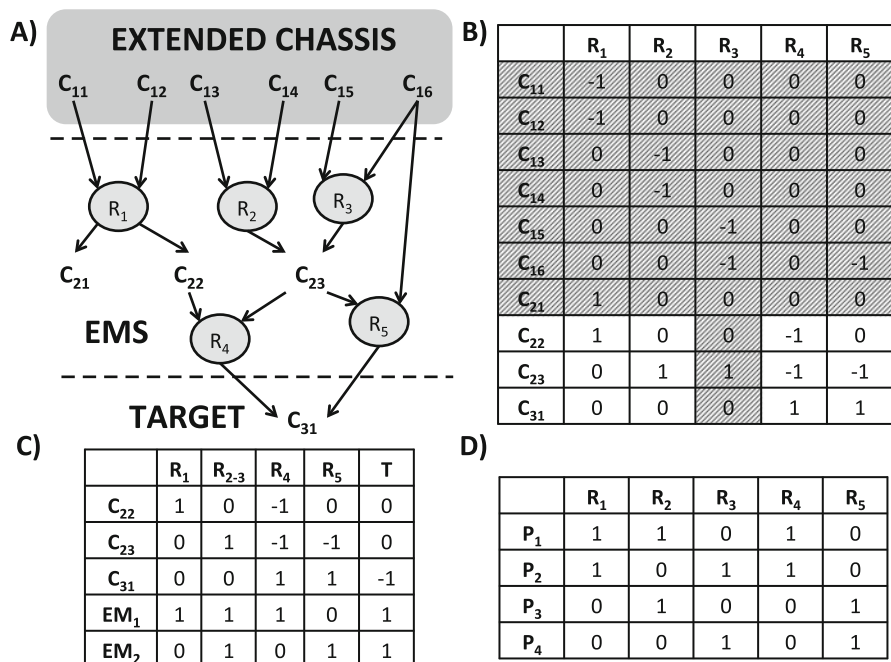 A)
EXTENDED CHASSIS
C11 C12 C13 C14 C15 C16
R1 R2 R3
C21 C22 C23
EMS
R4 R5
TARGET C31
B)
R1 R2 R3 R4 R5
C11 -1 0 0 0 0
C12 -1 0 0 0 0
C13 0 -1 0 0 0
C14 0 -1 0 0 0
C15 0 0 -1 0 0
C16 0 0 -1 0 -1
C21 1 0 0 0 0
C22 1 0 0 -1 0
C23 0 1 1 -1 -1
C31 0 0 0 1 1
C)
R1 R2-3 R4 R5 T
C22 1 0 -1 0 0
C23 0 1 -1 -1 0
C31 0 0 1 1 -1
EM1 1 1 1 0 1
EM2 0 1 0 1 1
D)
R1 R2 R3 R4 R5
P1 1 1 0 1 0
P2 1 0 1 1 0
P3 0 1 0 0 1
P4 0 0 1 0 1